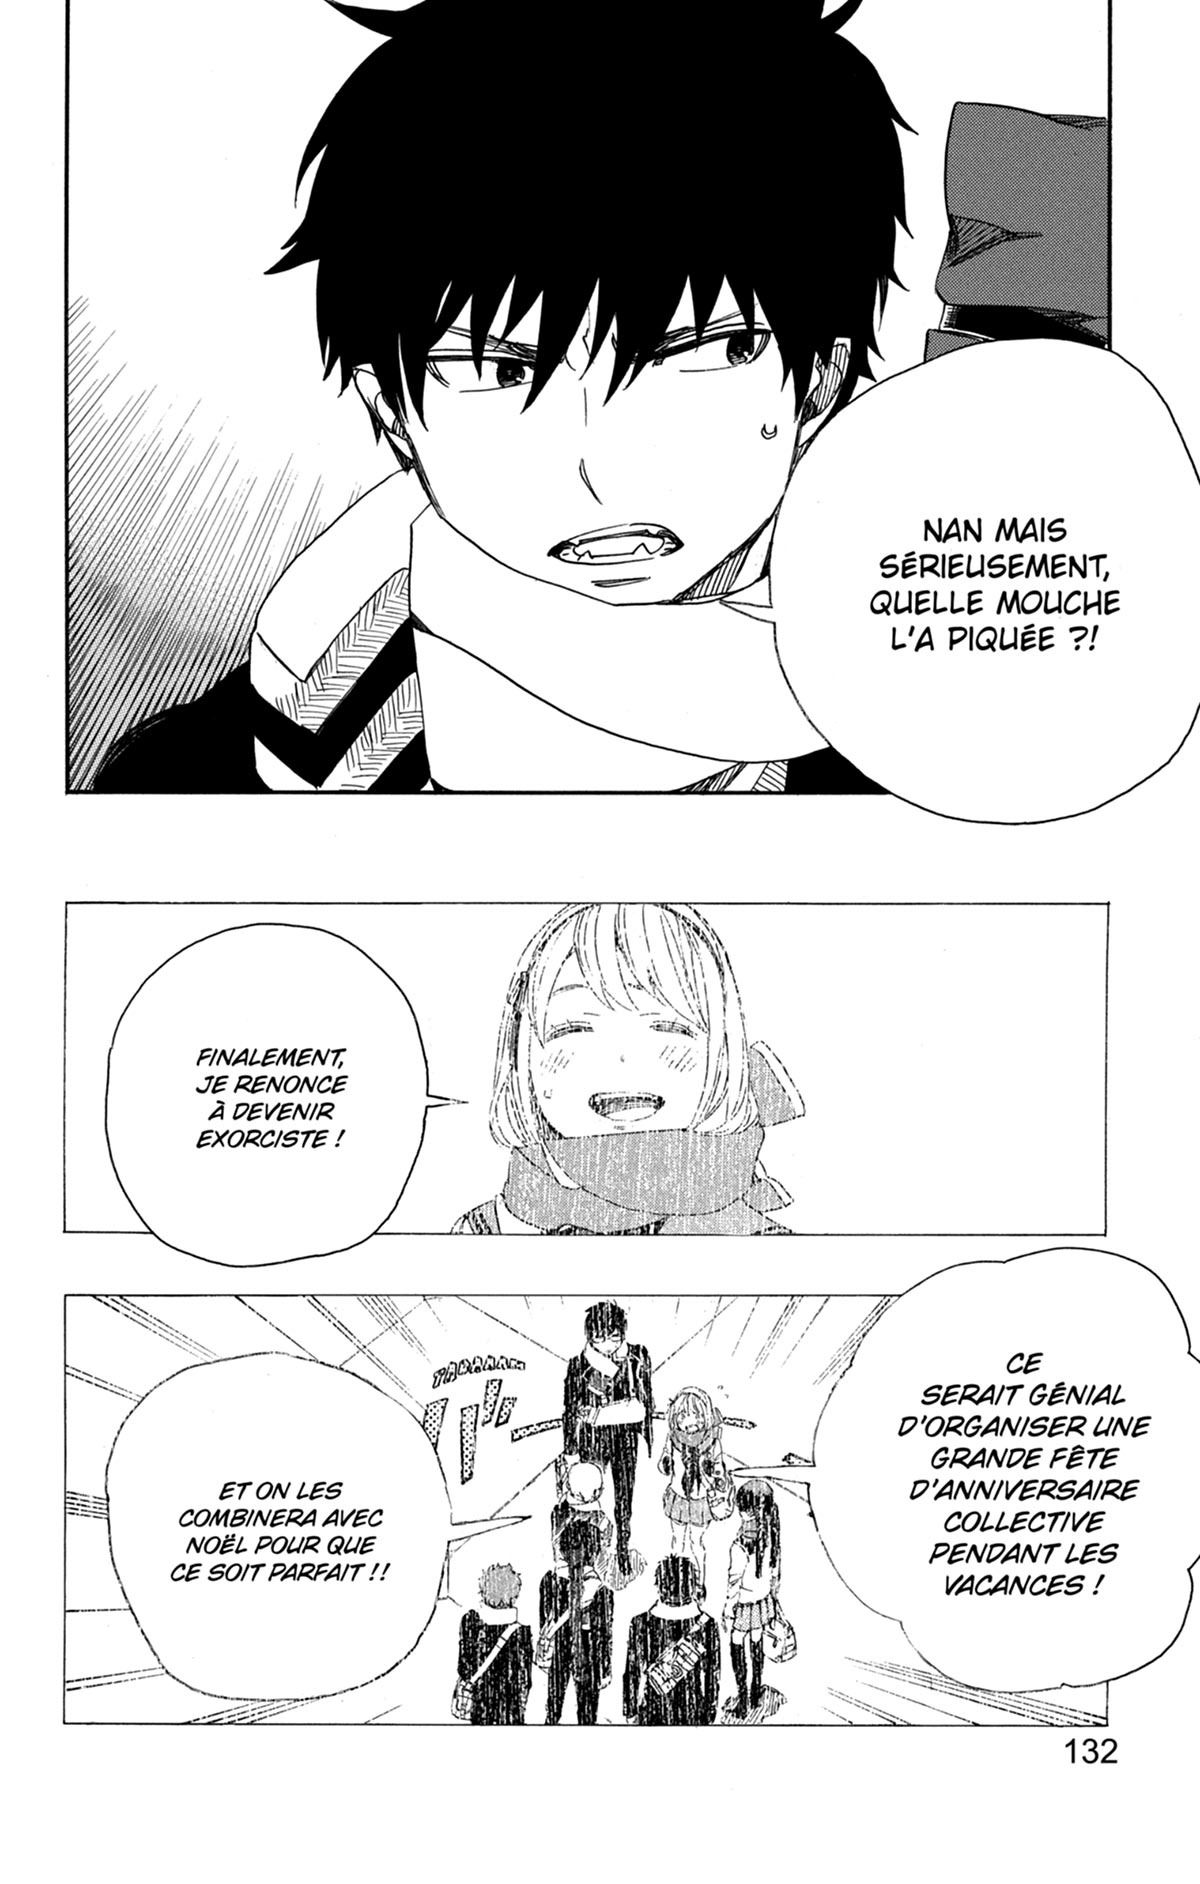 NAN MAIS
SÉRIEUSEMENT,
QUELLE MOUCHE
L'A PIQUÉE ?!
FINALEMENT,
JE RENONCE
À DEVENIR
EXORCISTE !
CE
SERAIT GÉNIAL
D'ORGANISER UNE
GRANDE FÊTE
D'ANNIVERSAIRE
COLLECTIVE
PENDANT LES
VACANCES !
ET ON LES
COMBINERA AVEC
NOËL POUR QUE
CE SOIT PARFAIT !!
132